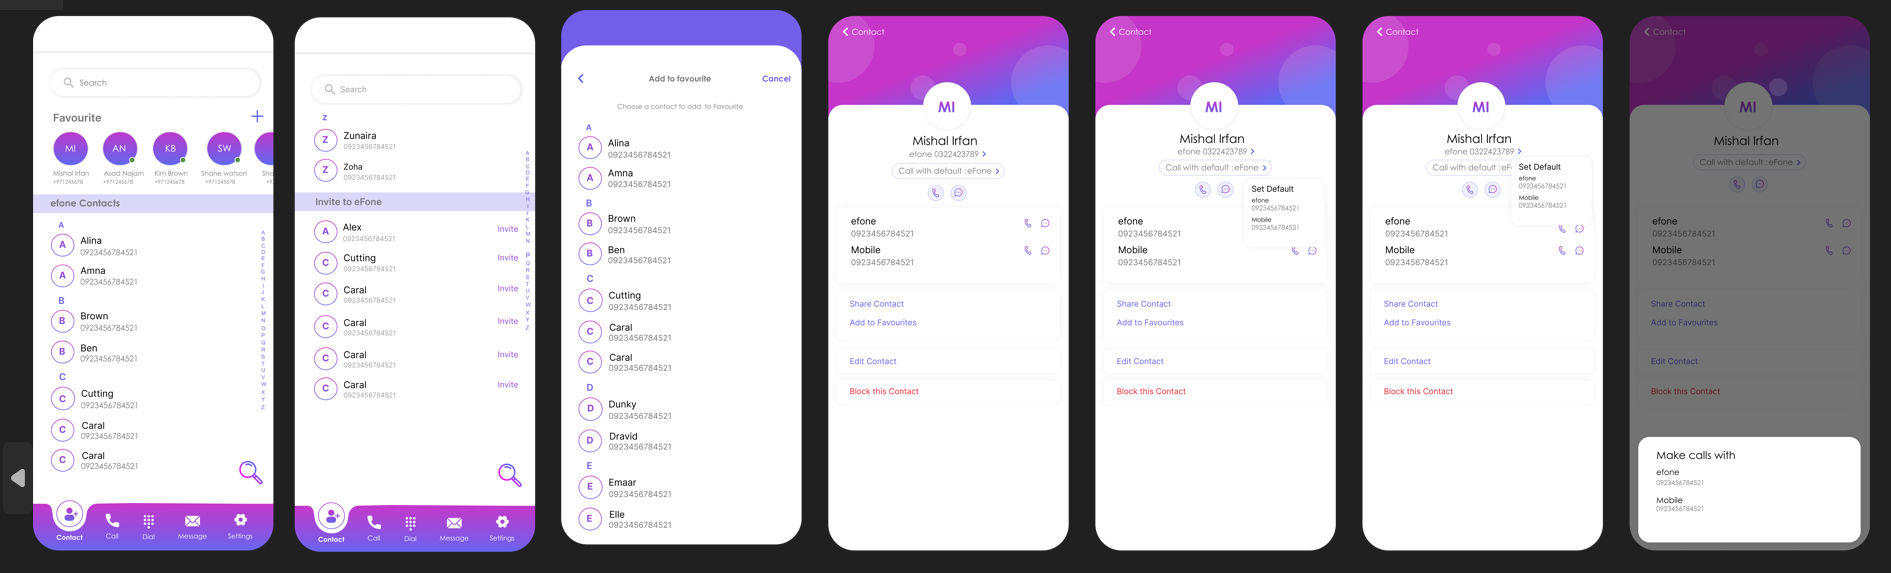 Search
Favourite
MI
AN
KB
SW
Mishal Irfan
Asad Najam
Kim Brown
Shane watson
Sha
+971245678
+971245678
+971245678
+971245678
+97
efone Contacts
A
A
Alina
0923456784521
A
Amna
0923456784521
B
B
Brown
0923456784521
B
Ben
0923456784521
C
C
Cutting
0923456784521
C
Caral
0923456784521
C
Caral
0923456784521
A
B
C
D
E
F
G
H
I
J
K
L
M
N
O
P
Q
R
S
T
U
V
W
X
Y
Z
Contact
Call
Dial
Message
Settings
Search
Z
Z
Zunaira
0923456784521
Z
Zoha
0923456784521
Invite to eFone
A
Alex
0923456784521
Invite
C
Cutting
0923456784521
Invite
C
Caral
0923456784521
Invite
C
Caral
0923456784521
Invite
C
Caral
0923456784521
Invite
C
Caral
0923456784521
Invite
A
B
C
D
E
F
G
H
I
J
K
L
M
N
P
Q
R
S
T
U
V
W
X
Y
Z
Contact
Call
Dial
Message
Settings
Add to favourite
Cancel
Choose a contact to add to Favourite
A
A
Alina
0923456784521
A
Amna
0923456784521
B
B
Brown
0923456784521
B
Ben
0923456784521
C
C
Cutting
0923456784521
C
Caral
0923456784521
C
Caral
0923456784521
D
D
Dunky
0923456784521
D
Dravid
0923456784521
E
E
Emaar
0923456784521
E
Elle
0923456784521
Contact
MI
Mishal Irfan
efone 0322423789
Call with default :eFone
efone
0923456784521
Mobile
0923456784521
Share Contact
Add to Favourites
Edit Contact
Block this Contact
Contact
MI
Mishal Irfan
efone 0322423789
Call with default :eFone
Set Default
efone
0923456784521
Mobile
0923456784521
efone
0923456784521
Mobile
0923456784521
Share Contact
Add to Favourites
Edit Contact
Block this Contact
Contact
MI
Mishal Irfan
efone 0322423789
Call with default :eF
Set Default
efone
0923456784521
Mobile
0923456784521
efone
0923456784521
Mobile
0923456784521
Share Contact
Add to Favourites
Edit Contact
Block this Contact
Contact
MI
Mishal Irfan
Call with default :eFone
efone
0923456784521
Mobile
0923456784521
Share Contact
Add to Favourites
Edit Contact
Block this Contact
Make calls with
efone
0923456784521
Mobile
0923456784521